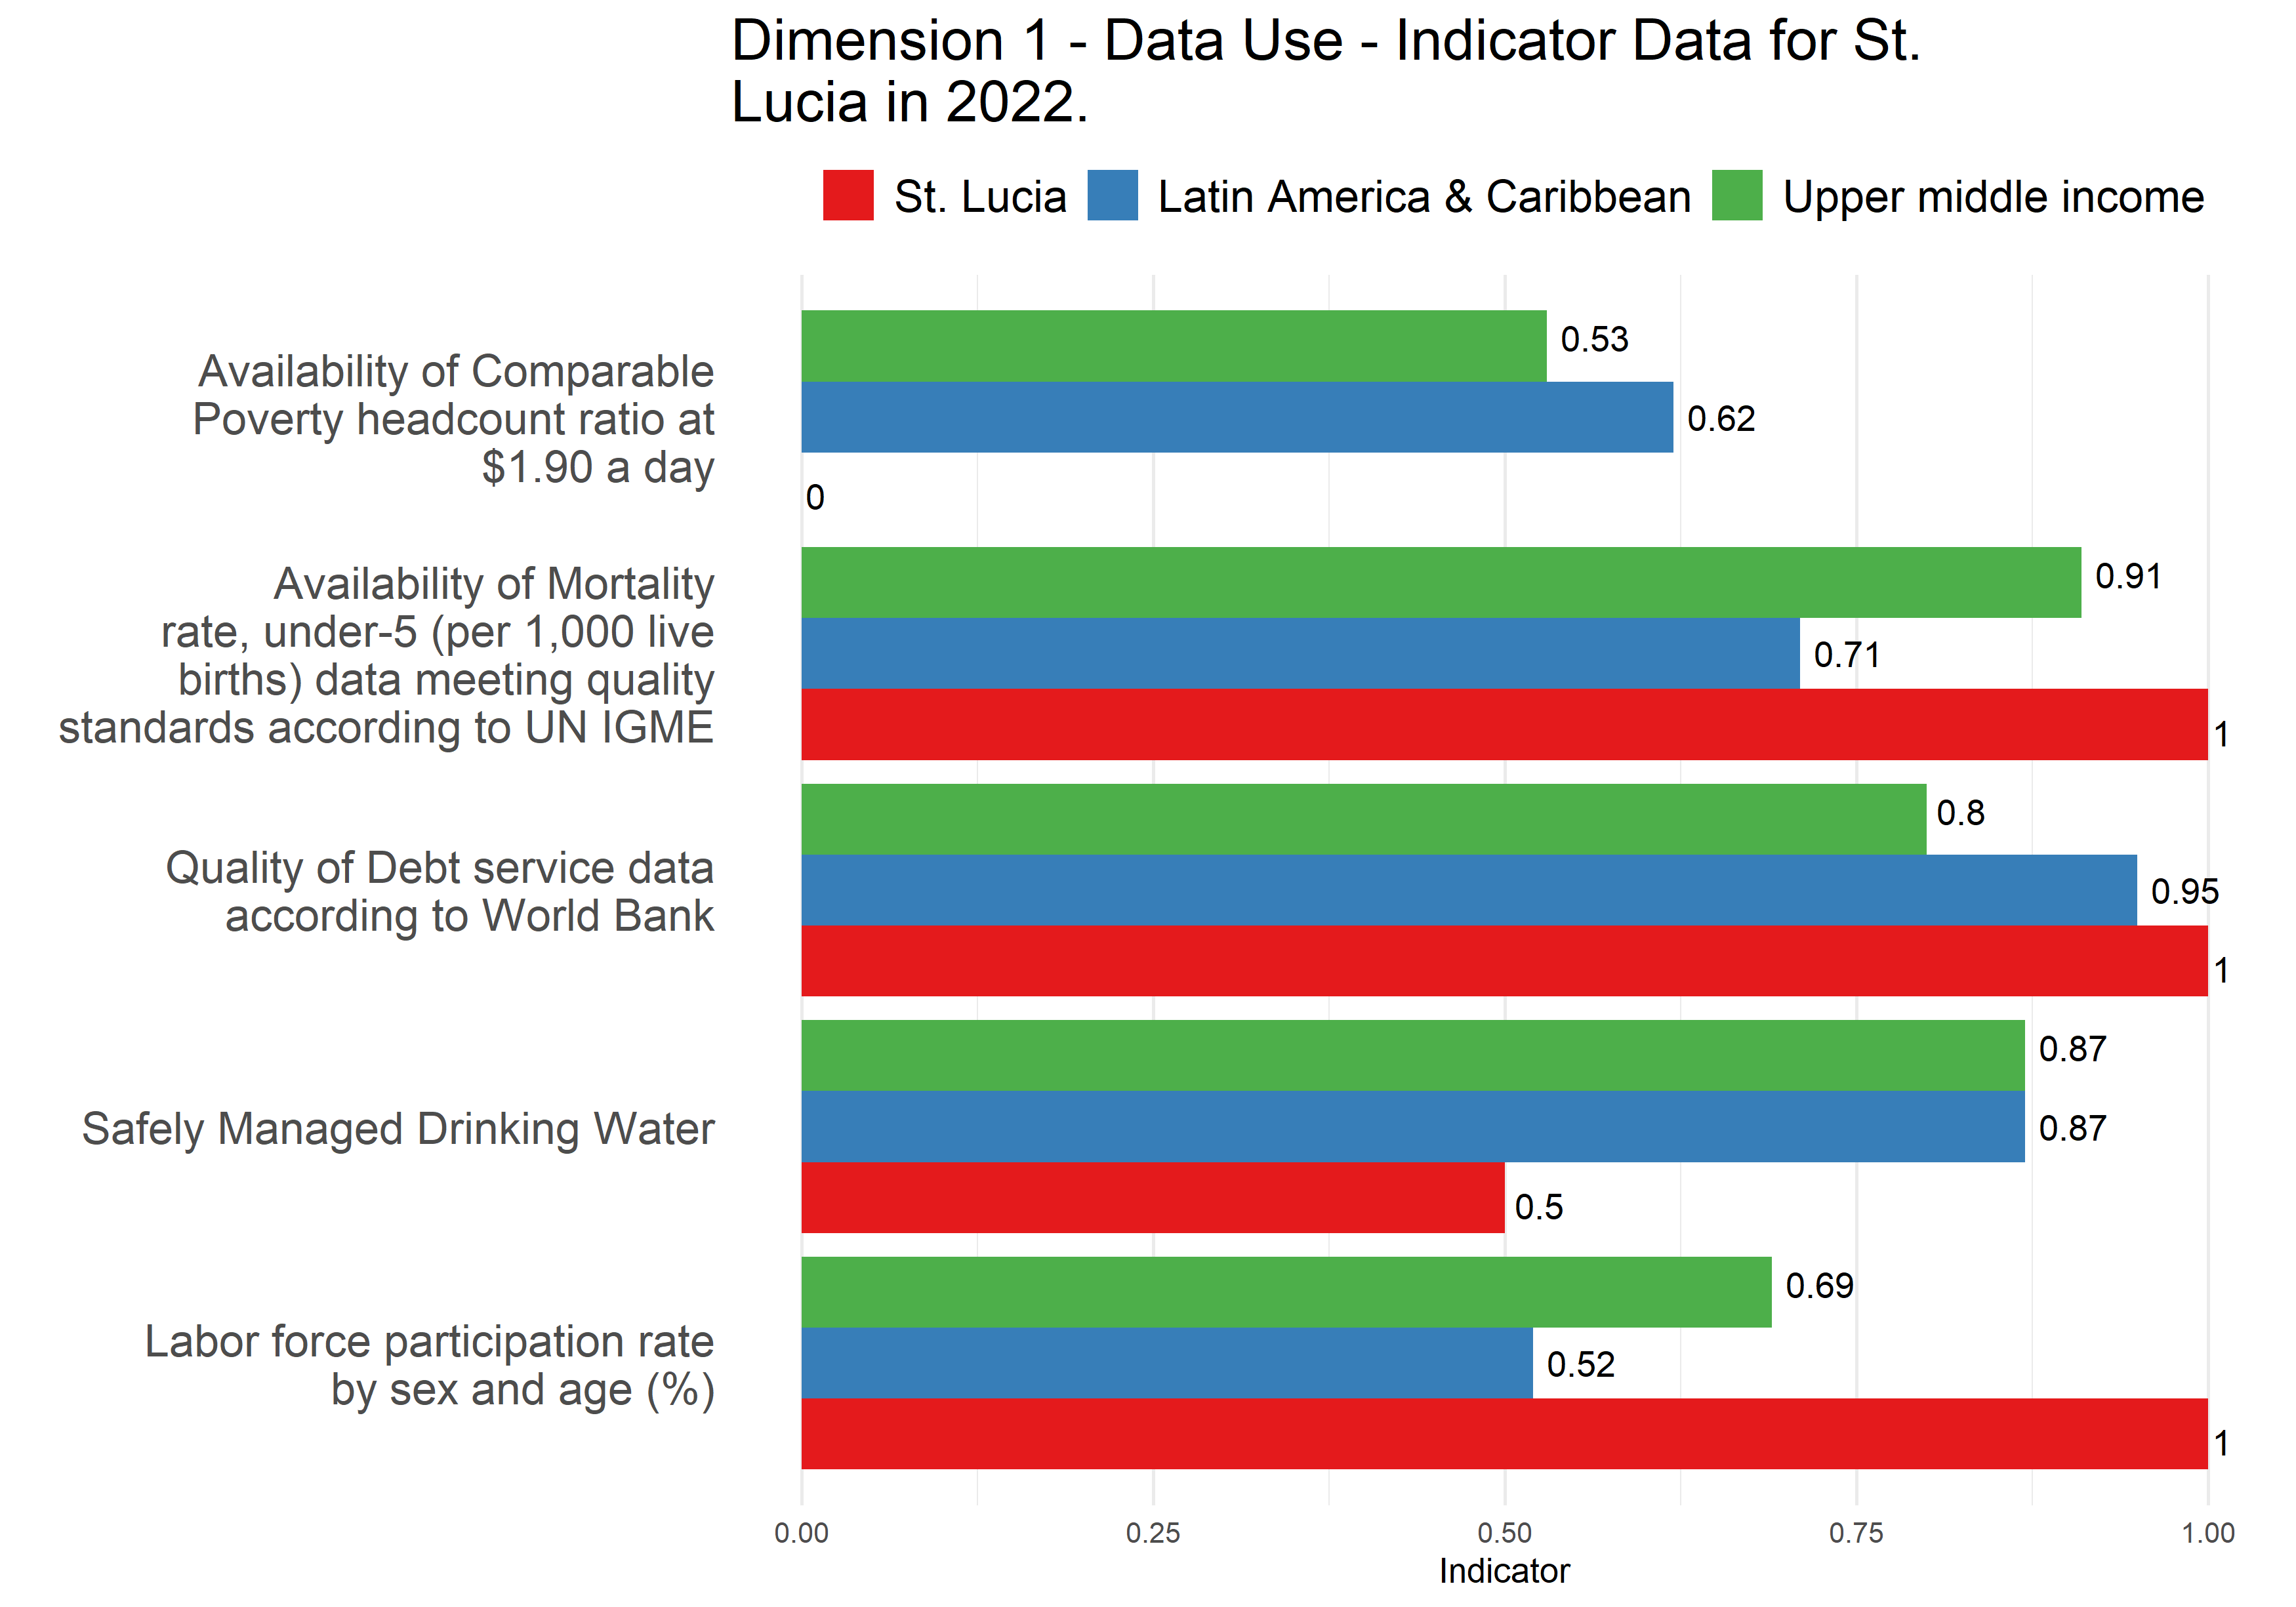 Dimension 1 - Data Use - Indicator Data for St.
Lucia in 2022.
St. Lucia
Latin America & Caribbean
Upper middle income
Availability of Comparable
Poverty headcount ratio at
$1.90 a day
0.53
0.62
0
Availability of Mortality
rate, under-5 (per 1,000 live
births) data meeting quality
standards according to UN IGME
0.91
0.71
1
Quality of Debt service data
according to World Bank
0.8
0.95
1
Safely Managed Drinking Water
0.87
0.87
0.5
Labor force participation rate
by sex and age (%)
0.69
0.52
1
0.00
0.25
0.50
0.75
1.00
Indicator